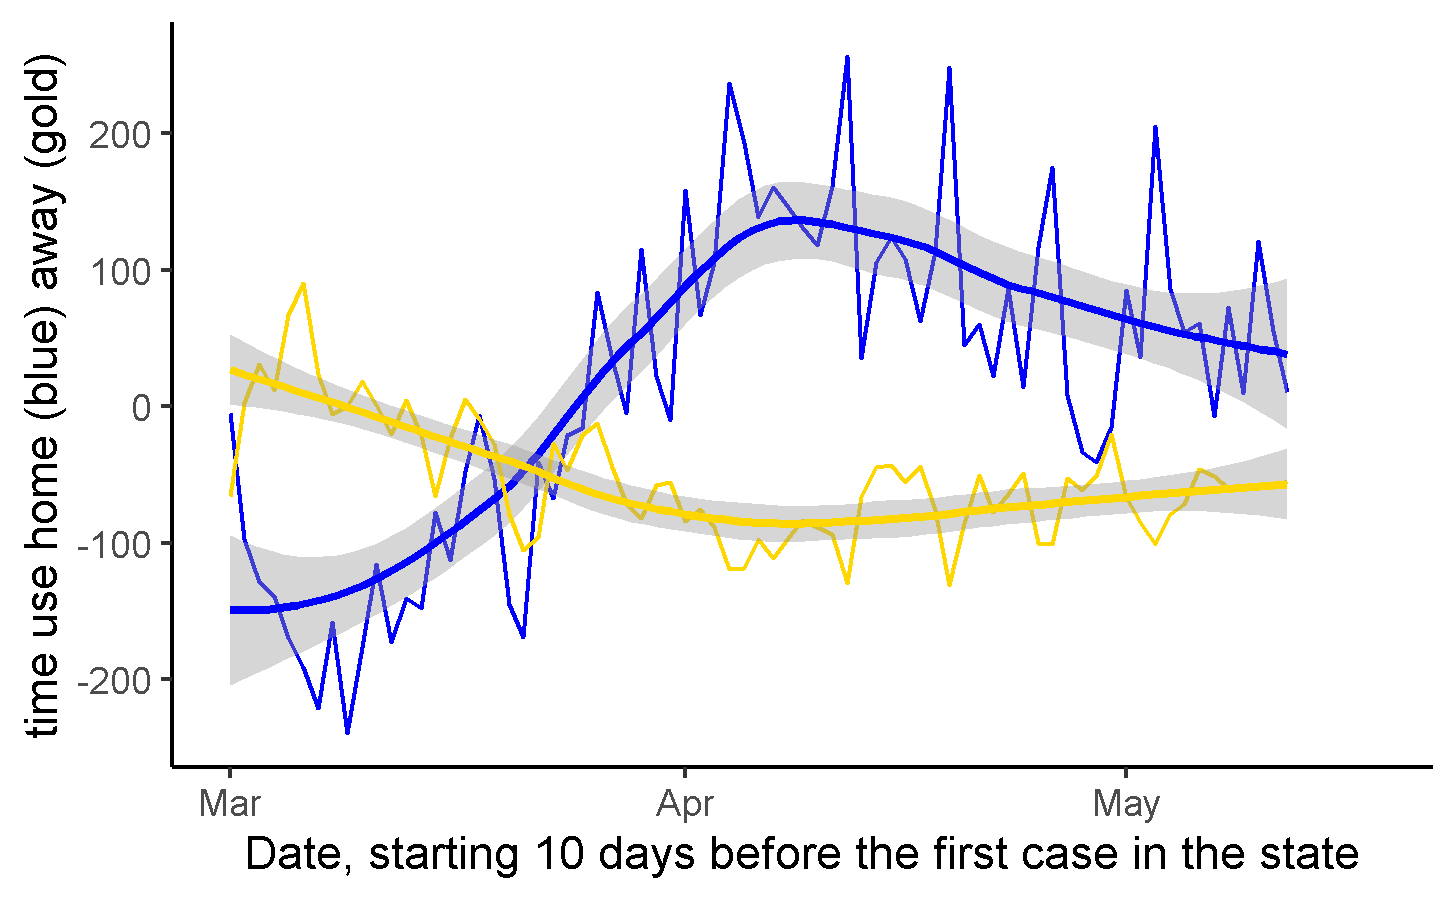 time use home (blue) away (gold)
200
100
0
-100
-200
Mar
Apr
May
Date, starting 10 days before the first case in the state